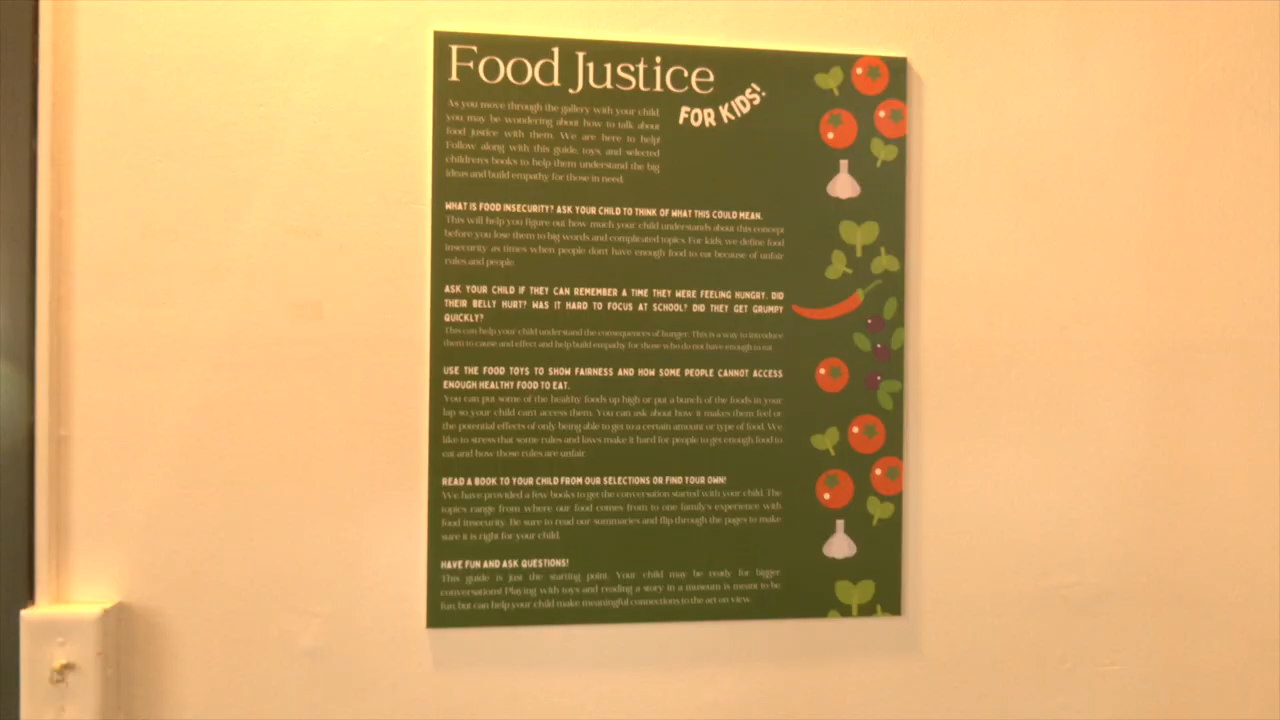 Food Justice
FOR KIDS!
As you move through the gallery with your child
you may be wondering about how to talk about
food justice with them. We are here to help!
Follow along with this guide, toys, and selected
children's books to help them understand the big
ideas and build empathy for those in need.
WHAT IS FOOD INSECURITY? ASK YOUR CHILD TO THINK OF WHAT THIS COULD MEAN.
This will help you figure out how much your child understands about this concept
before you lose them to big words and complicated topics. For kids, we define food
insecurity as times when people don't have enough food to eat because of unfair
rules and people.
ASK YOUR CHILD IF THEY CAN REMEMBER A TIME THEY WERE FEELING HUNGRY. DID
THEIR BELLY HURT? WAS IT HARD TO FOCUS AT SCHOOL? DID THEY GET GRUMPY
QUICKLY?
This can help your child understand the consequences of hunger. This is a way to introduce
them to cause and effect and help build empathy for those who do not have enough to eat.
USE THE FOOD TOYS TO SHOW FAIRNESS AND HOW SOME PEOPLE CANNOT ACCESS
ENOUGH HEALTHY FOOD TO EAT.
You can put some of the healthy foods up high or put a bunch of the foods in your
lap so your child can't access them. You can ask about how it makes them feel or
the potential effects of only being able to get to a certain amount or type of food. We
like to stress that some rules and laws make it hard for people to get enough food to
eat and how those rules are unfair.
READ A BOOK TO YOUR CHILD FROM OUR SELECTIONS OR FIND YOUR OWN!
We have provided a few books to get the conversation started with your child. The
topics range from where our food comes from to one family's experience with
food insecurity. Be sure to read our summaries and flip through the pages to make
sure it is right for your child.
HAVE FUN AND ASK QUESTIONS!
This guide is just the starting point. Your child may be ready for bigger
conversations! Playing with toys and reading a story in a museum is meant to be
fun, but can help your child make meaningful connections to the art on view.